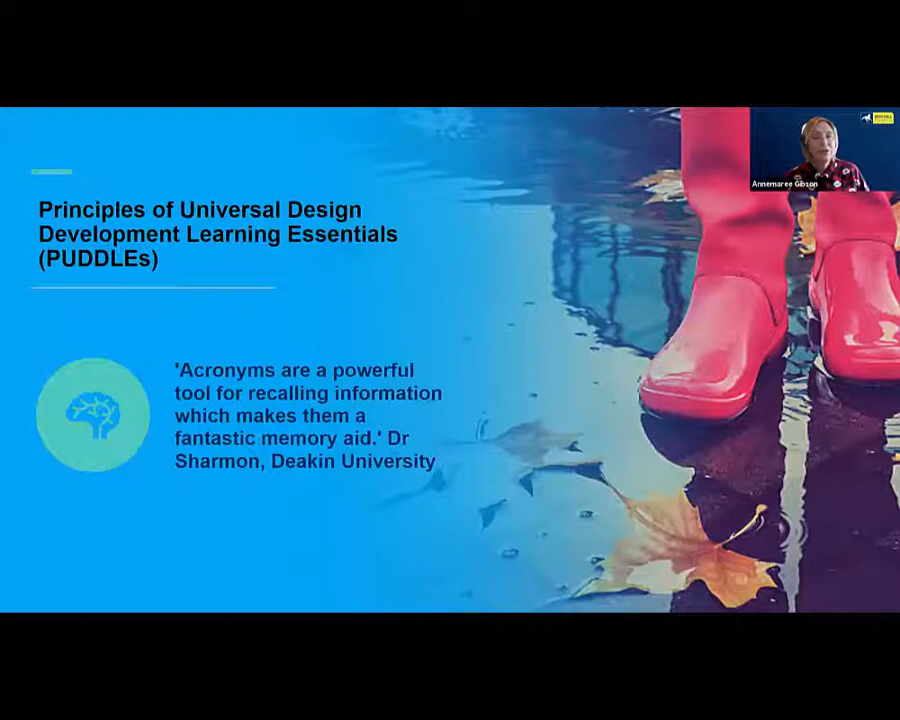 Principles of Universal Design
Development Learning Essentials
(PUDDLEs)
'Acronyms are a powerful
tool for recalling information
which makes them a
fantastic memory aid.' Dr
Sharmon, Deakin University
Annemaree Gibson